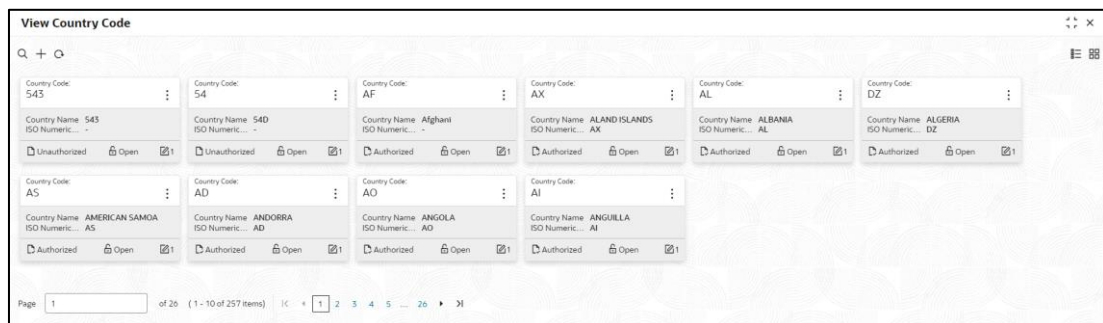 View Country Code
Country Code: Country Code: Country Code: Country Code: Country Code: Country Code:
543 54 AF AX AL DZ
Country Name 543 Country Name 54D Country Name Afghani Country Name ALAND ISLANDS Country Name ALBANIA Country Name ALGERIA
ISO Numeric... - ISO Numeric... - ISO Numeric... - ISO Numeric... AX ISO Numeric... AL ISO Numeric... DZ
Unauthorized Open 1 Unauthorized Open 1 Authorized Open 1 Authorized Open 1 Authorized Open 1 Authorized Open 1
Country Code: Country Code: Country Code: Country Code:
AS AD AO AI
Country Name AMERICAN SAMOA Country Name ANDORRA Country Name ANGOLA Country Name ANGUILLA
ISO Numeric... AS ISO Numeric... AD ISO Numeric... AO ISO Numeric... AI
Authorized Open 1 Authorized Open 1 Authorized Open 1 Authorized Open 1
Page 1 of 26 (1 - 10 of 257 items) 1 2 3 4 5 ... 26